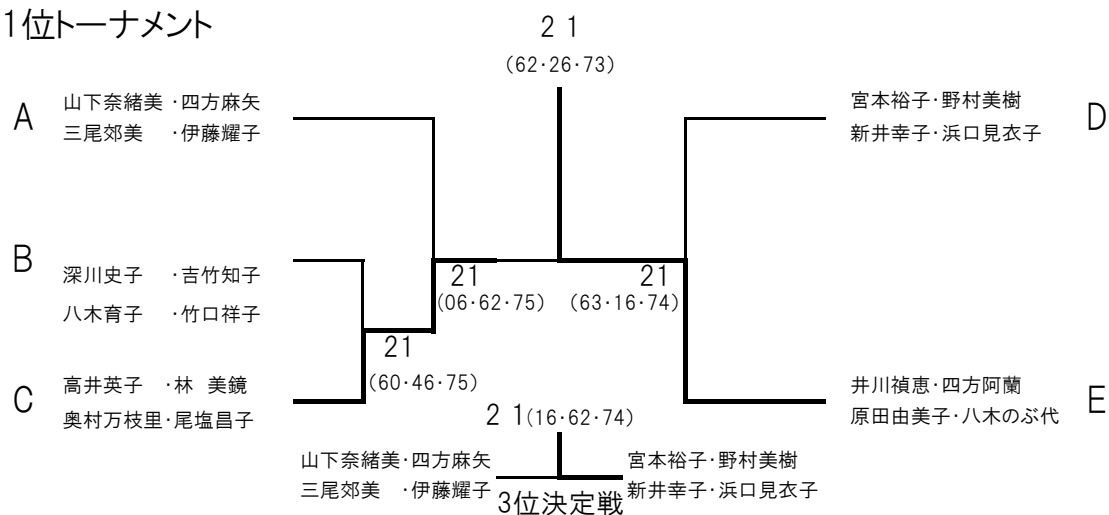 1位トーナメント
2 1
(62・26・73)
A
山下奈緒美・四方麻矢
三尾郊美・伊藤耀子
宮本裕子・野村美樹
新井幸子・浜口見衣子
D
B
深川史子・吉竹知子
八木育子・竹口祥子
21
(06・62・75)
21
(63・16・74)
21
(60・46・75)
C
高井英子・林 美鏡
奥村万枝里・尾塩昌子
井川禎恵・四方阿蘭
原田由美子・八木のぶ代
E
2 1(16・62・74)
山下奈緒美・四方麻矢
三尾郊美・伊藤耀子
宮本裕子・野村美樹
新井幸子・浜口見衣子
3位決定戦